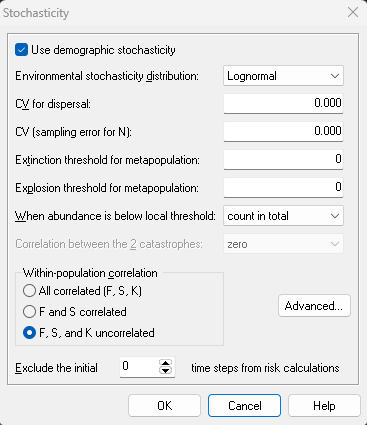 Stochasticity
Use demographic stochasticity
Environmental stochasticity distribution: Lognormal
CV for dispersal: 0.000
CV (sampling error for N): 0.000
Extinction threshold for metapopulation: 0
Explosion threshold for metapopulation: 0
When abundance is below local threshold: count in total
Correlation between the 2 catastrophes: zero
Within-population correlation
All correlated (F, S, K)
F and S correlated
Advanced...
F, S, and K uncorrelated
Exclude the initial 0 time steps from risk calculations
OK Cancel Help